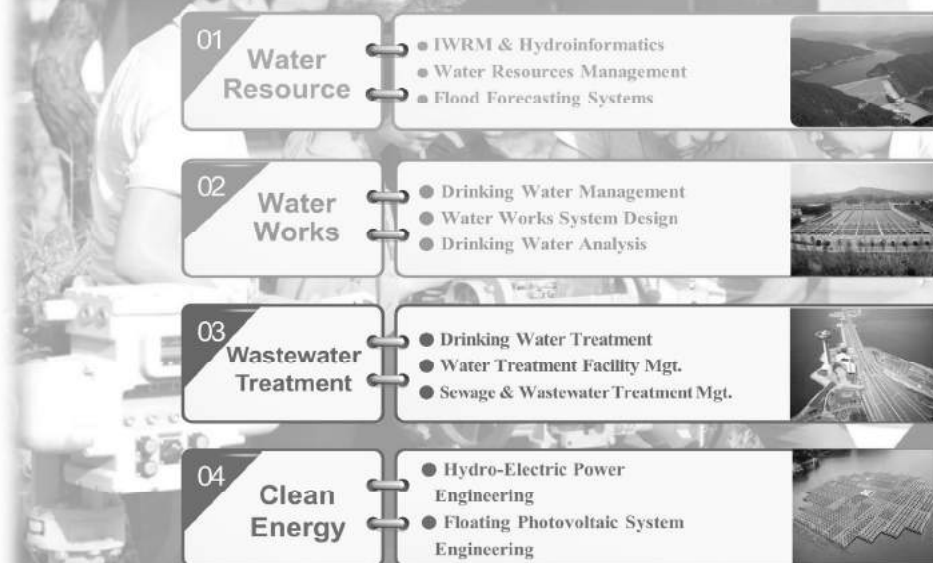 01
Water
Resource
● IWRM & Hydroinformatics
● Water Resources Management
● Flood Forecasting Systems
02
Water
Works
● Drinking Water Management
● Water Works System Design
● Drinking Water Analysis
03
Wastewater
Treatment
● Drinking Water Treatment
● Water Treatment Facility Mgt.
● Sewage & Wastewater Treatment Mgt.
04
Clean
Energy
● Hydro-Electric Power
Engineering
● Floating Photovoltaic System
Engineering